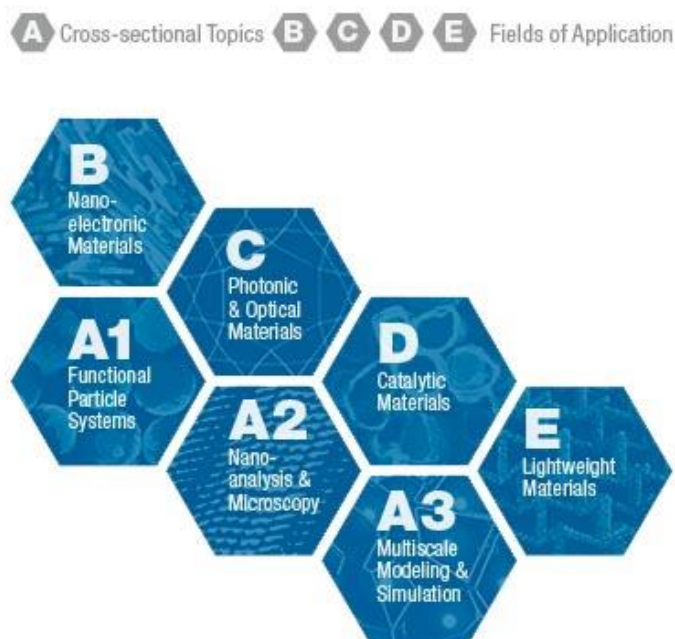 A Cross-sectional Topics B C D E Fields of Application
B
Nano-
electronic
Materials
C
Photonic
& Optical
Materials
A1
Functional
Particle
Systems
D
Catalytic
Materials
A2
Nano-
analysis &
Microscopy
E
Lightweight
Materials
A3
Multiscale
Modeling &
Simulation